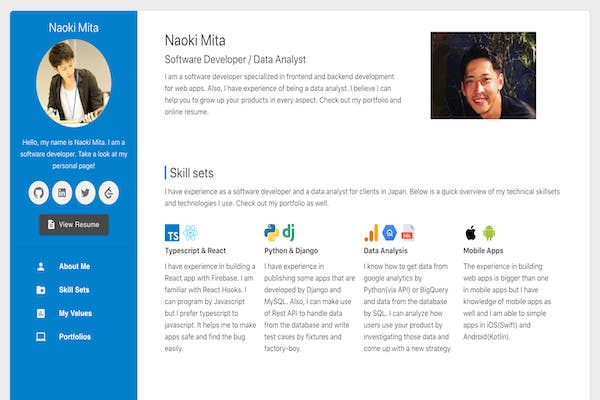 Naoki Mita
Hello, my name is Naoki Mita. I am a
software developer. Take a look at my
personal page!
View Resume
About Me
Skill Sets
My Values
Portfolios
Naoki Mita
Software Developer / Data Analyst
I am a software developer specialized in frontend and backend development
for web apps. Also, I have experience of being a data analyst. I believe I can
help you to grow up your products in every aspect. Check out my portfolio and
online resume.
Skill sets
I have experience as a software developer and a data analyst for clients in Japan. Below is a quick overview of my technical skillsets
and technologies I use. Check out my portfolio as well.
TS
Typescript & React
I have experience in building a
React app with Firebase. I am
familiar with React Hooks. I
can program by Javascript
but I prefer typescript to
javascript. It helps me to make
apps safe and find the bug
easily.
dj
Python & Django
I have experience in
publishing some apps that are
developed by Django and
MySQL. Also, I can make use
of Rest API to handle data
from the database and write
test cases by fixtures and
factory-boy.
SQL
Data Analysis
I know how to get data from
google analytics by
Python(via API) or BigQuery
and data from the database
by SQL. I can analyze how
users use your product by
investigating those data and
come up with a new strategy.
Mobile Apps
The experience in building
web apps is bigger than one
in mobile apps but I have
knowledge of mobile apps as
well and I am able to simple
apps in iOS(Swift) and
Android(Kotlin).